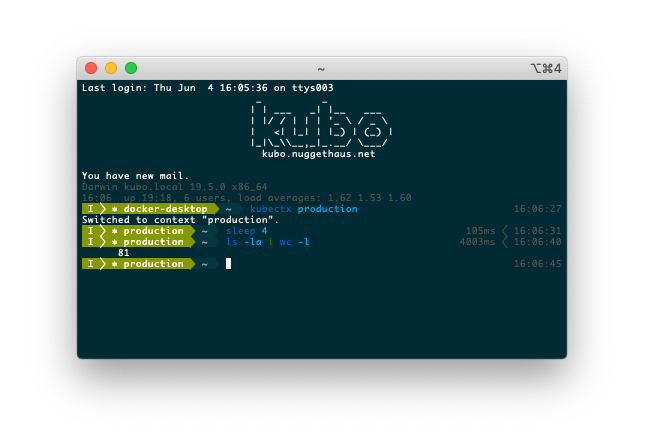 ~ ⌥⌘4
Last login: Thu Jun  4 16:05:36 on ttys003
kubo
kubo.nuggethaus.net
You have new mail.
Darwin kubo.local 19.5.0 x86_64
16:06  up 19:18, 6 users, load averages: 1.62 1.53 1.60
I ❯ ⎈ docker-desktop ~ kubectx production 16:06:27
Switched to context "production".
I ❯ ⎈ production ~ sleep 4 105ms ❮ 16:06:31
I ❯ ⎈ production ~ ls -la | wc -l 4003ms ❮ 16:06:40
81
I ❯ ⎈ production ~ 16:06:45